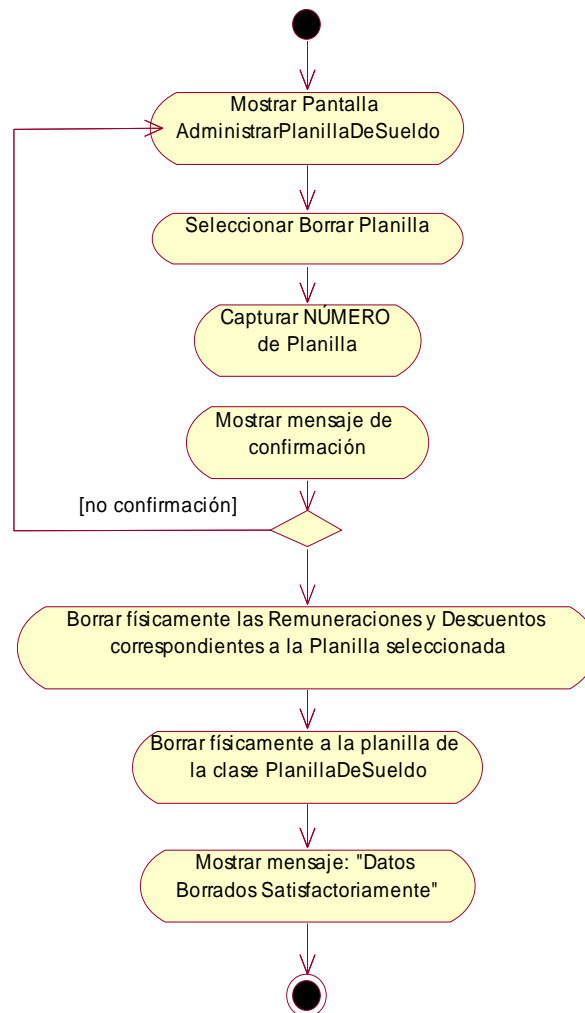 Mostrar Pantalla
AdministrarPlanillaDeSueldo
Seleccionar Borrar Planilla
Capturar NÚMERO
de Planilla
Mostrar mensaje de
confirmación
[no confirmación]
Borrar físicamente las Remuneraciones y Descuentos
correspondientes a la Planilla seleccionada
Borrar físicamente a la planilla de
la clase PlanillaDeSueldo
Mostrar mensaje: "Datos
Borrados Satisfactoriamente"